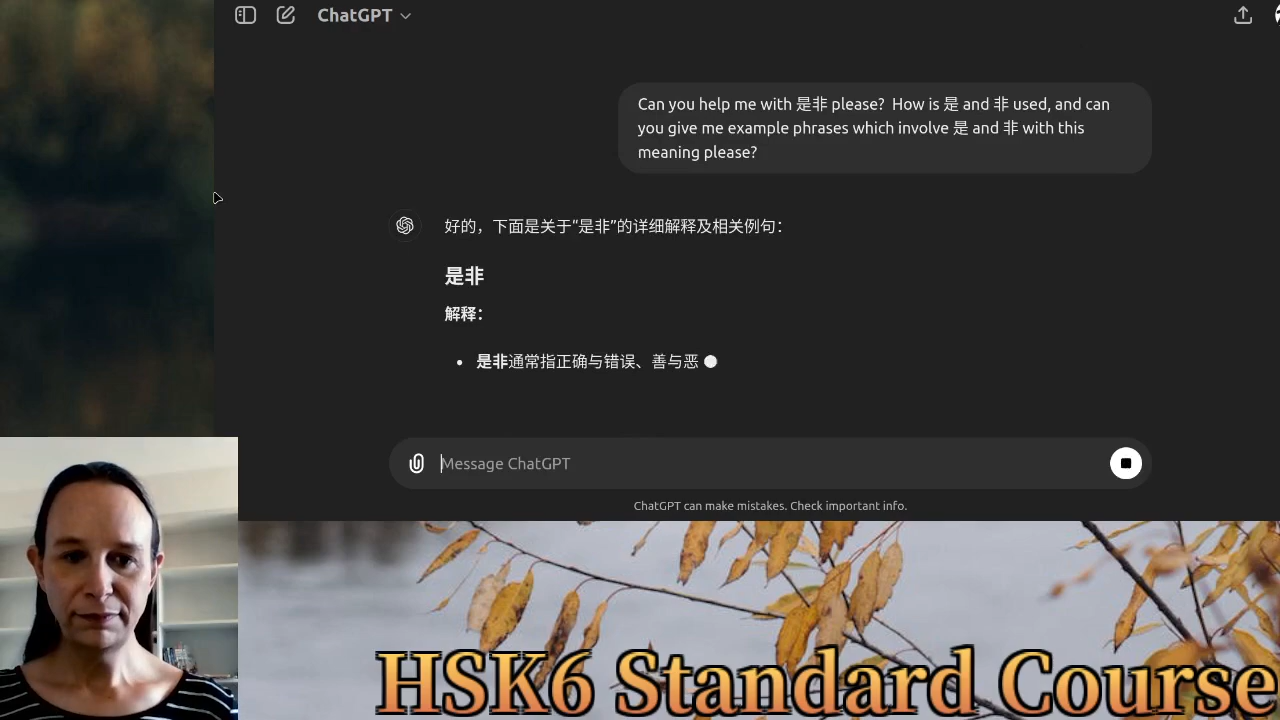 ChatGPT
Can you help me with 是非 please?  How is 是 and 非 used, and can
you give me example phrases which involve 是 and 非 with this
meaning please?
好的，下面是关于“是非”的详细解释及相关例句：
是非
解释：
是非通常指正确与错误、善与恶
Message ChatGPT
ChatGPT can make mistakes. Check important info.
HSK6 Standard Course